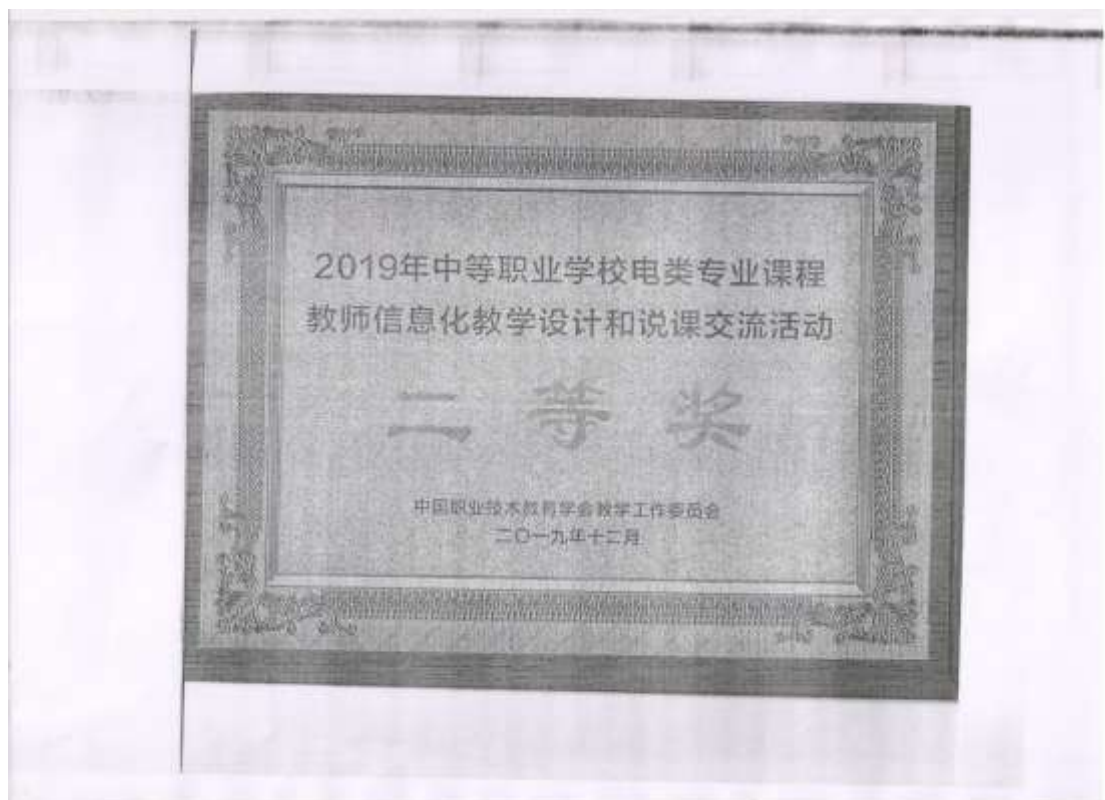 2019年中等职业学校电类专业课程
教师信息化教学设计和说课交流活动
二等奖
中国职业技术教育学会教学工作委员会
二〇一九年十二月